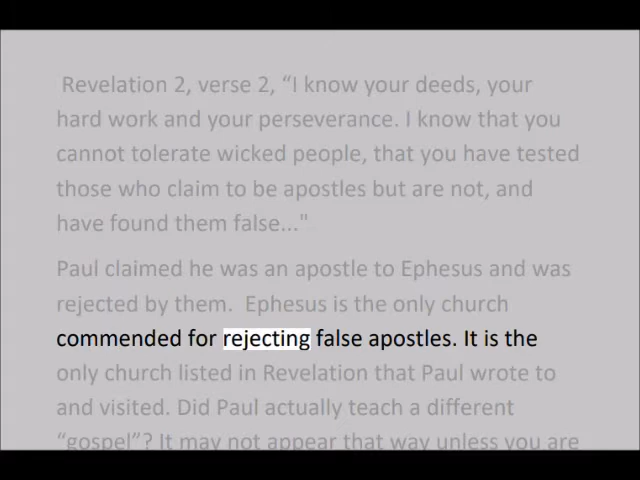 Revelation 2, verse 2, “I know your deeds, your
hard work and your perseverance. I know that you
cannot tolerate wicked people, that you have tested
those who claim to be apostles but are not, and
have found them false..."
Paul claimed he was an apostle to Ephesus and was
rejected by them.  Ephesus is the only church
commended for rejecting false apostles. It is the
only church listed in Revelation that Paul wrote to
and visited. Did Paul actually teach a different
“gospel”? It may not appear that way unless you are